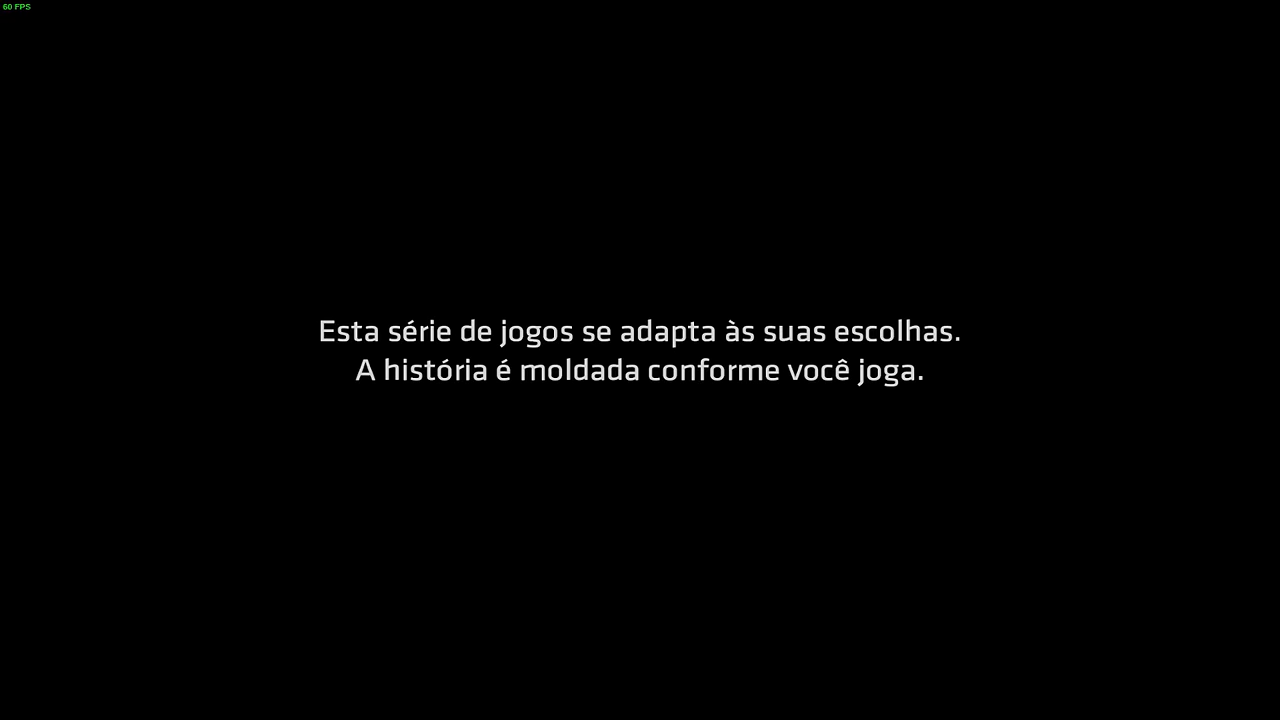 60 FPS
Esta série de jogos se adapta às suas escolhas.
A história é moldada conforme você joga.